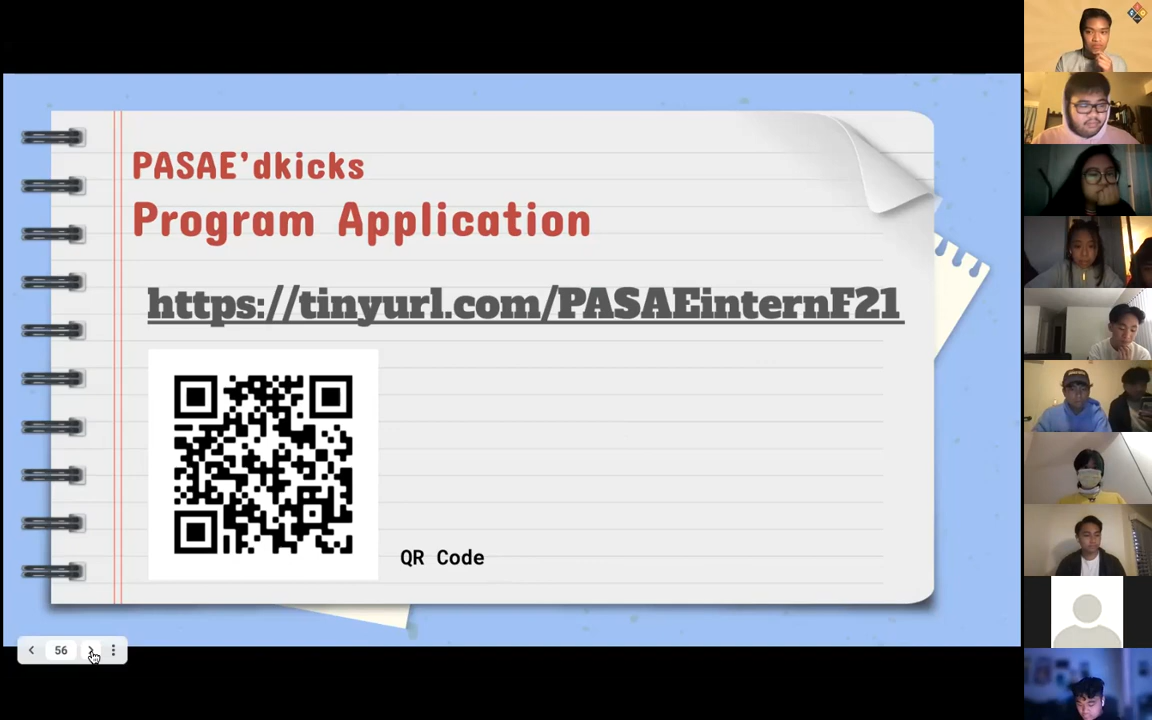 PASAE'dkicks
Program Application
https://tinyurl.com/PASAEinternF21
QR Code
56